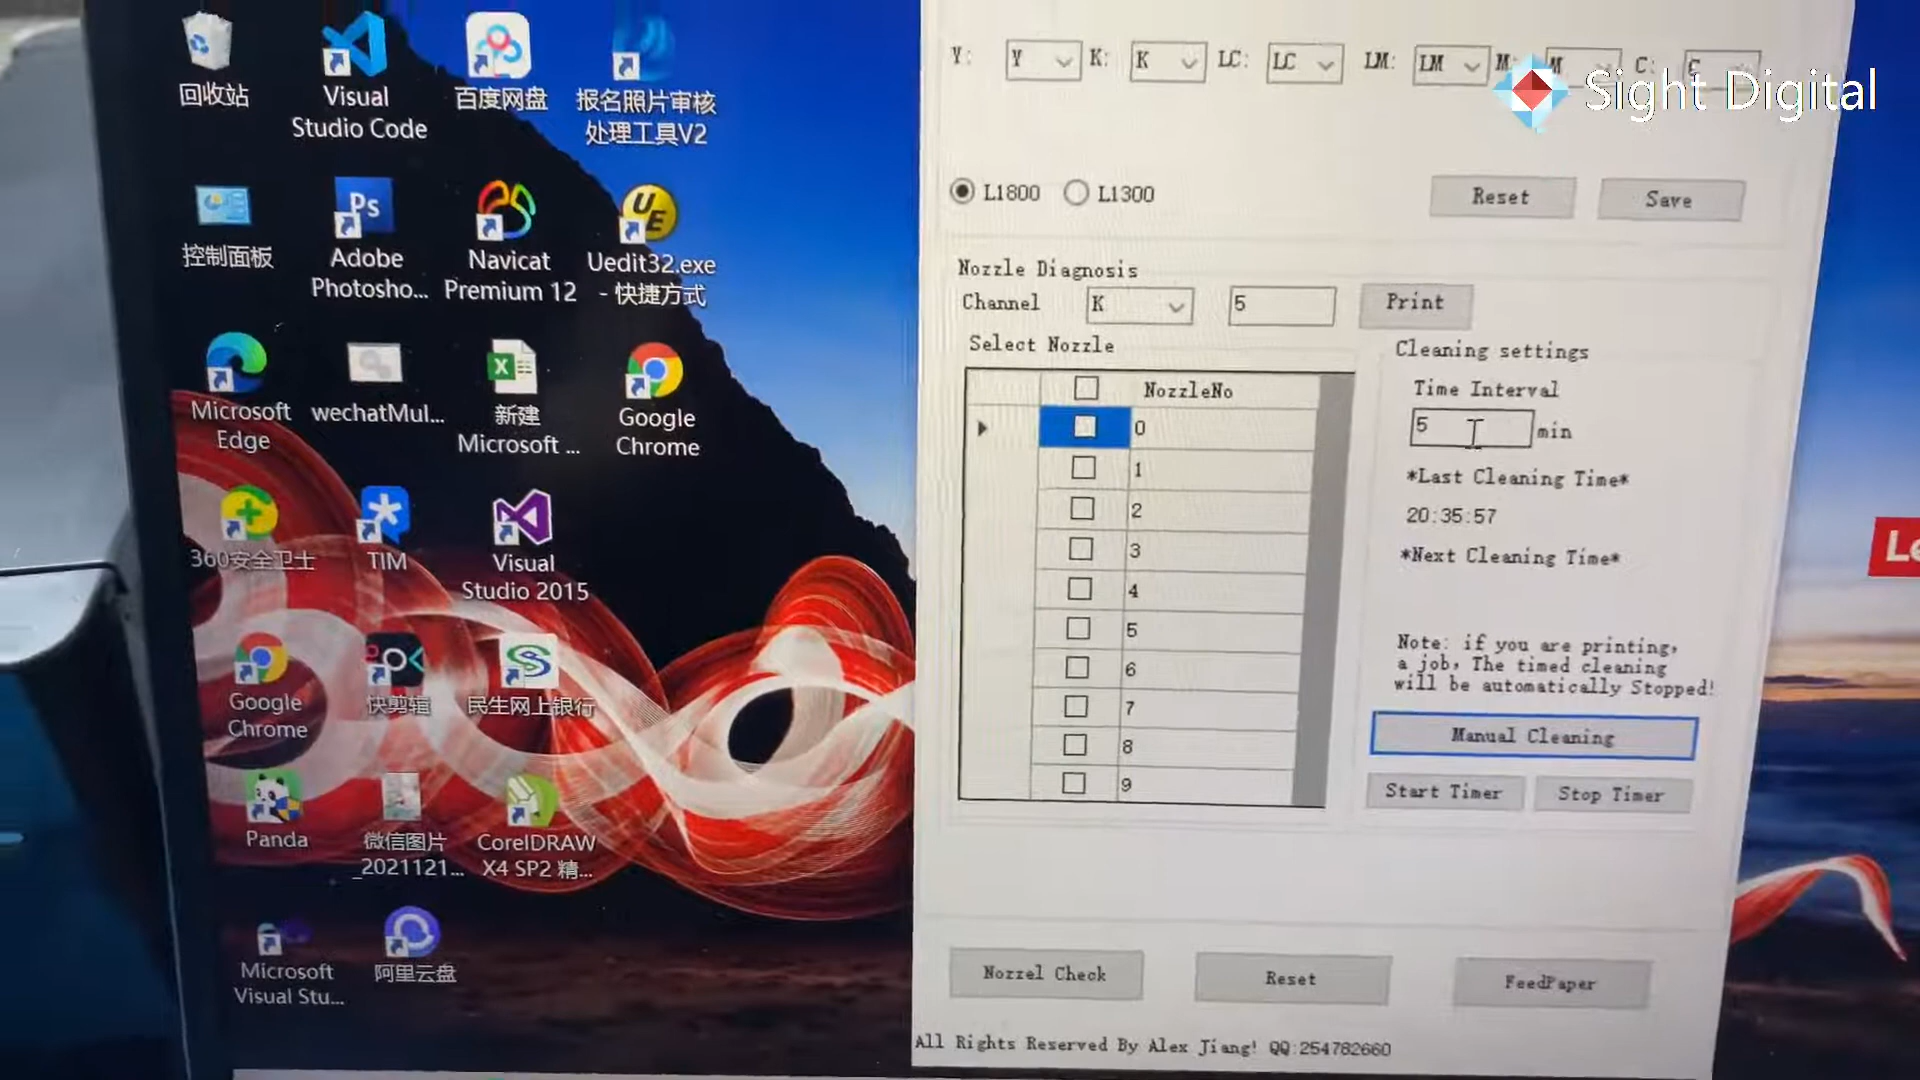 回收站
Visual
Studio Code
百度网盘
报名照片审核
处理工具V2
控制面板
Ps
Adobe
Photosho...
Navicat
Premium 12
UE
Uedit32.exe
- 快捷方式
Microsoft
Edge
wechatMul...
X
新建
Microsoft ...
Google
Chrome
360安全卫士
TIM
Visual
Studio 2015
Google
Chrome
快剪辑
民生网上银行
Panda
微信图片
_2021121...
CorelDRAW
X4 SP2 精...
Microsoft
Visual Stu...
阿里云盘
Y: Y K: K LC: LC LM: LM M: M C: C
Sight Digital
L1800 L1300
Reset Save
Nozzle Diagnosis
Channel K 5 Print
Select Nozzle
NozzleNo
0
1
2
3
4
5
6
7
8
9
Cleaning settings
Time Interval
5 min
*Last Cleaning Time*
20:35:57
*Next Cleaning Time*
Note: if you are printing,
a job, The timed cleaning
will be automatically Stopped!
Manual Cleaning
Start Timer Stop Timer
Nozzel Check Reset FeedPaper
All Rights Reserved By Alex Jiang! QQ:254782660
Le